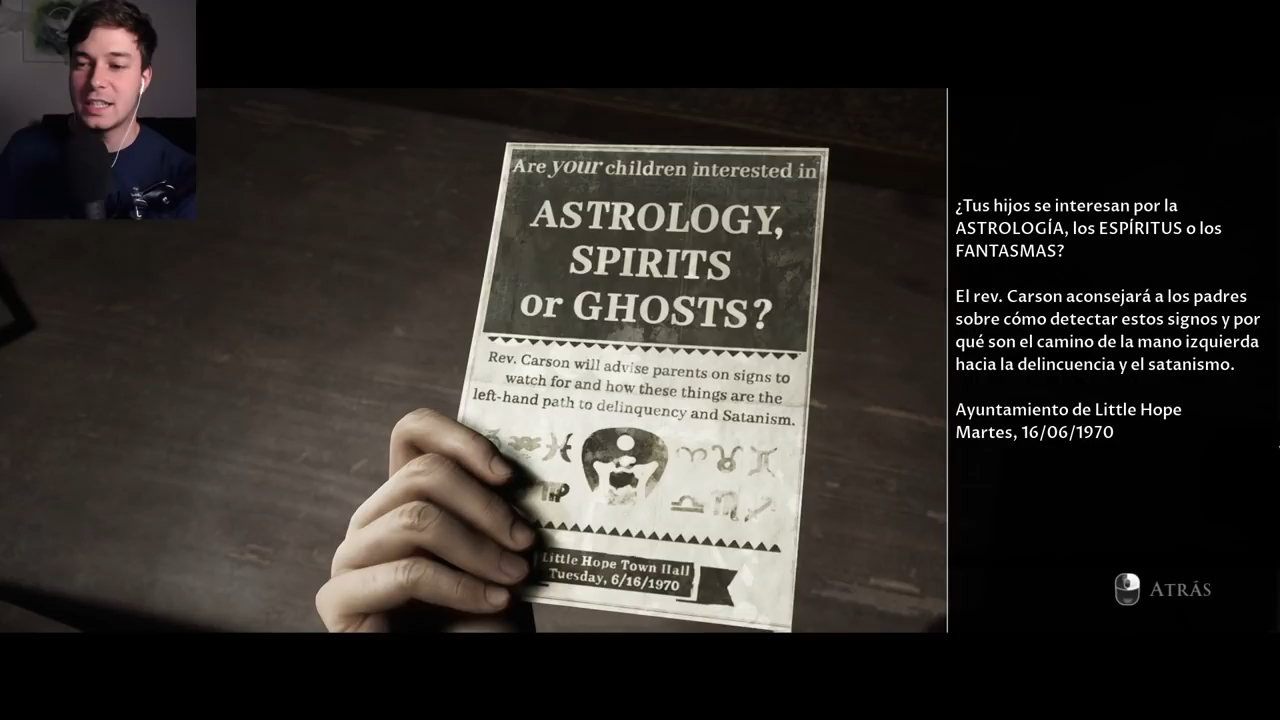 Are your children interested in
ASTROLOGY,
SPIRITS
or GHOSTS?
Rev. Carson will advise parents on signs to
watch for and how these things are the
left-hand path to delinquency and Satanism.
Little Hope Town Hall
Tuesday, 6/16/1970
¿Tus hijos se interesan por la
ASTROLOGÍA, los ESPÍRITUS o los
FANTASMAS?
El rev. Carson aconsejará a los padres
sobre cómo detectar estos signos y por
qué son el camino de la mano izquierda
hacia la delincuencia y el satanismo.
Ayuntamiento de Little Hope
Martes, 16/06/1970
ATRÁS